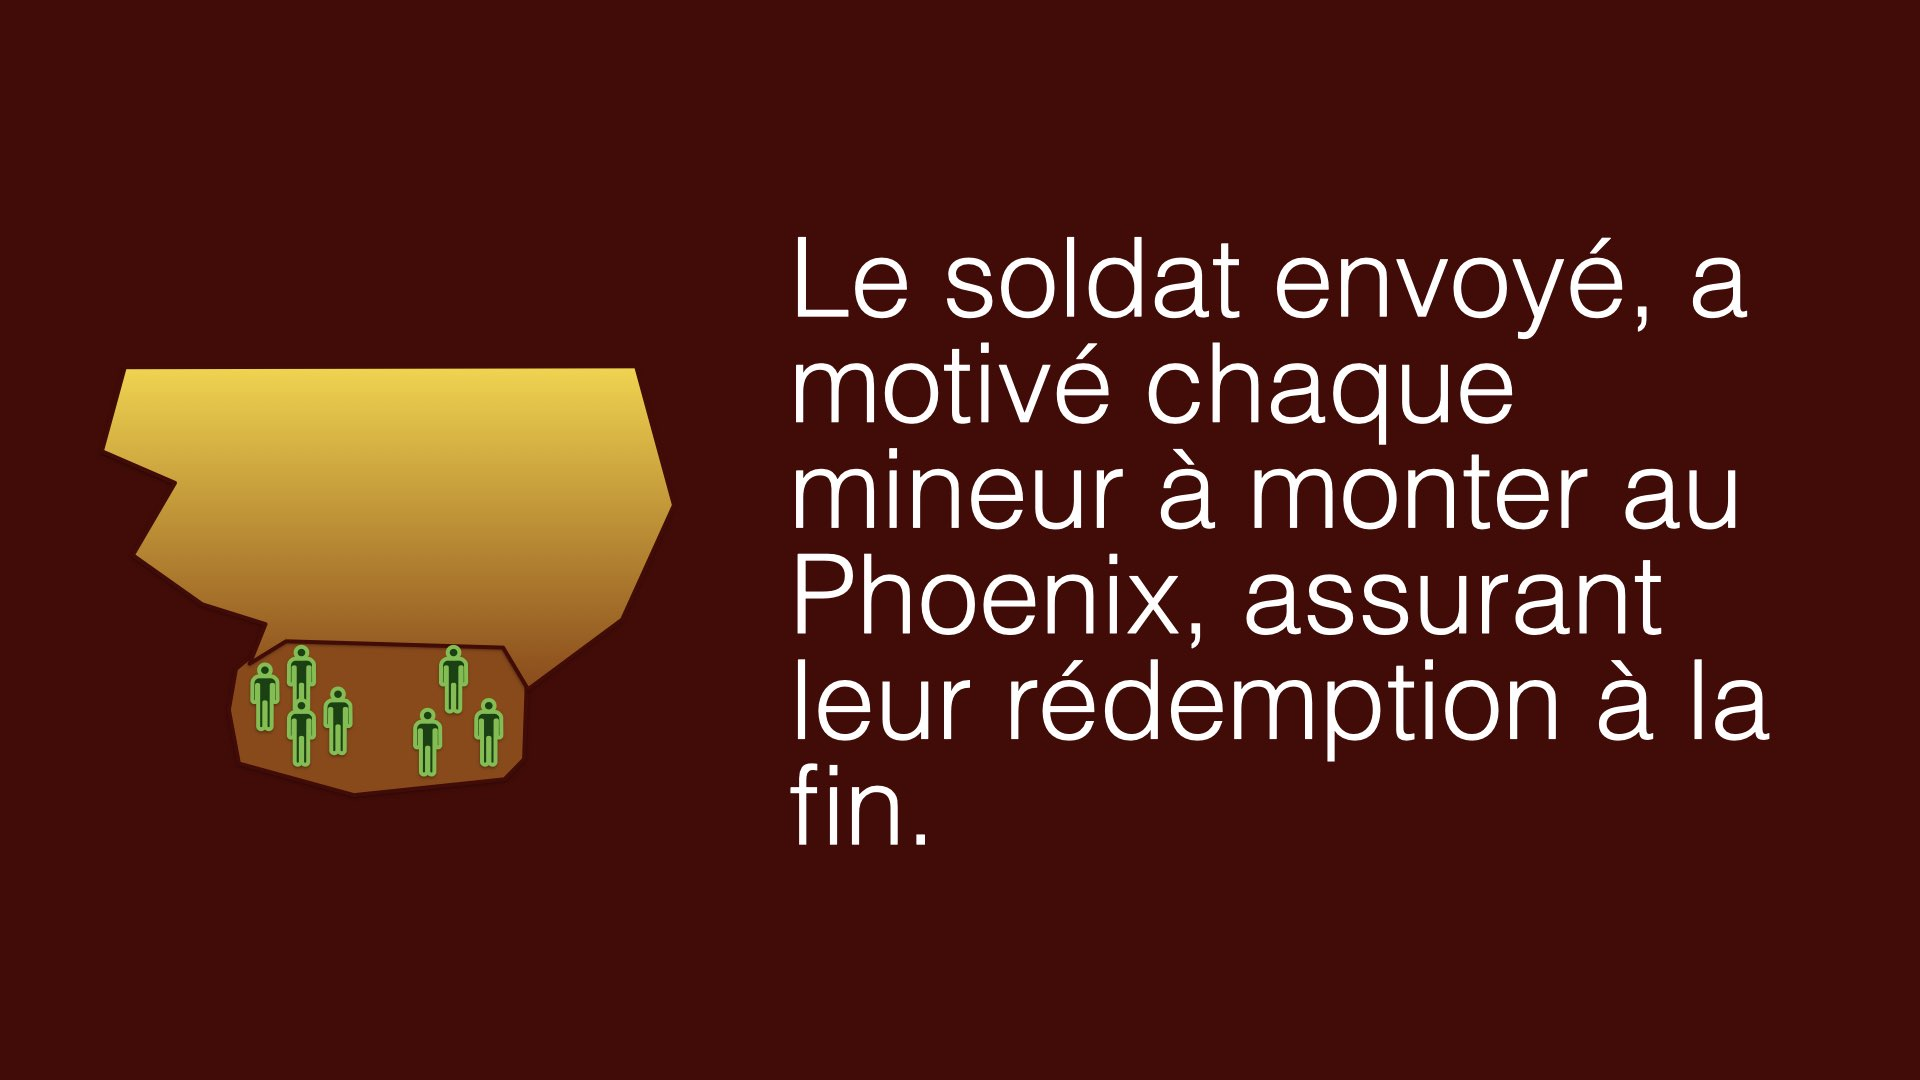 Le soldat envoyé, a
motivé chaque
mineur à monter au
Phoenix, assurant
leur rédemption à la
fin.